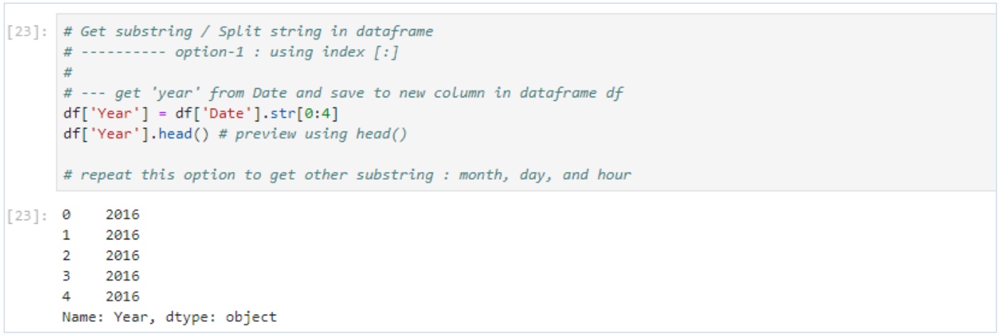 [23]: # Get substring / Split string in dataframe
# ---------- option-1 : using index [:]
#
# --- get 'year' from Date and save to new column in dataframe df
df['Year'] = df['Date'].str[0:4]
df['Year'].head() # preview using head()
# repeat this option to get other substring : month, day, and hour
[23]: 0    2016
1    2016
2    2016
3    2016
4    2016
Name: Year, dtype: object